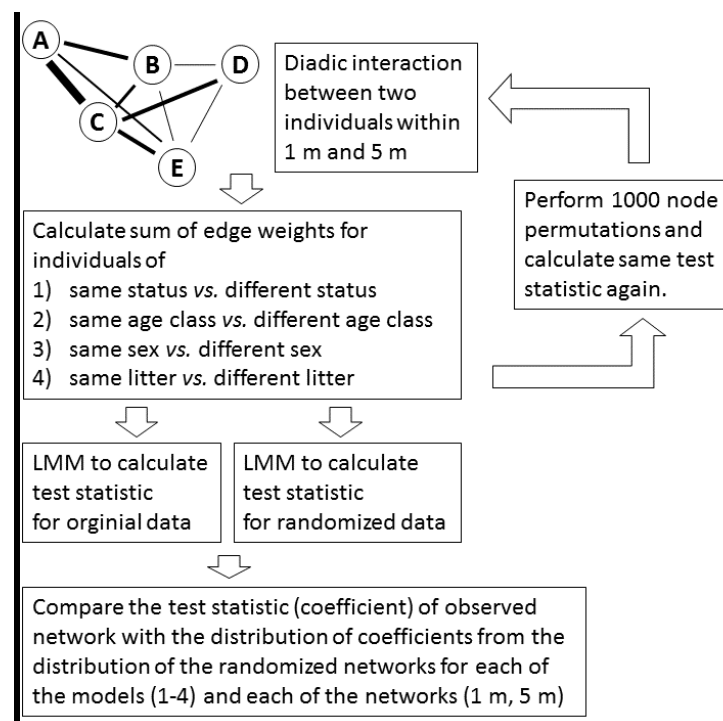 A
B
D
C
E
Diadic interaction
between two
individuals within
1 m and 5 m
Perform 1000 node
permutations and
calculate same test
statistic again.
Calculate sum of edge weights for
individuals of
1) same status vs. different status
2) same age class vs. different age class
3) same sex vs. different sex
4) same litter vs. different litter
LMM to calculate
test statistic
for orginial data
LMM to calculate
test statistic
for randomized data
Compare the test statistic (coefficient) of observed
network with the distribution of coefficients from the
distribution of the randomized networks for each of
the models (1-4) and each of the networks (1 m, 5 m)